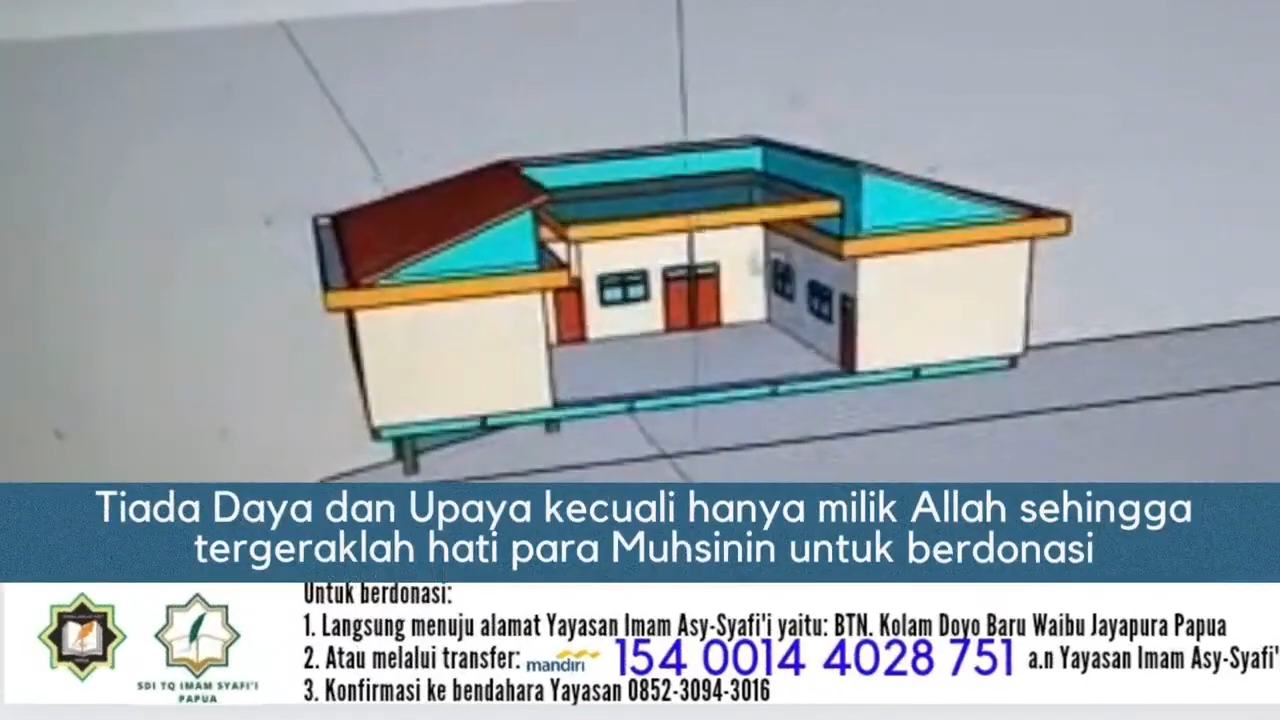 Tiada Daya dan Upaya kecuali hanya milik Allah sehingga
tergeraklah hati para Muhsinin untuk berdonasi
Untuk berdonasi:
1. Langsung menuju alamat Yayasan Imam Asy-Syafi'i yaitu: BTN. Kolam Doyo Baru Waibu Jayapura Papua
2. Atau melalui transfer: mandiri 154 0014 4028 751 a.n Yayasan Imam Asy-Syafi'
3. Konfirmasi ke bendahara Yayasan 0852-3094-3016
SDI TQ IMAM SYAFI'I
PAPUA